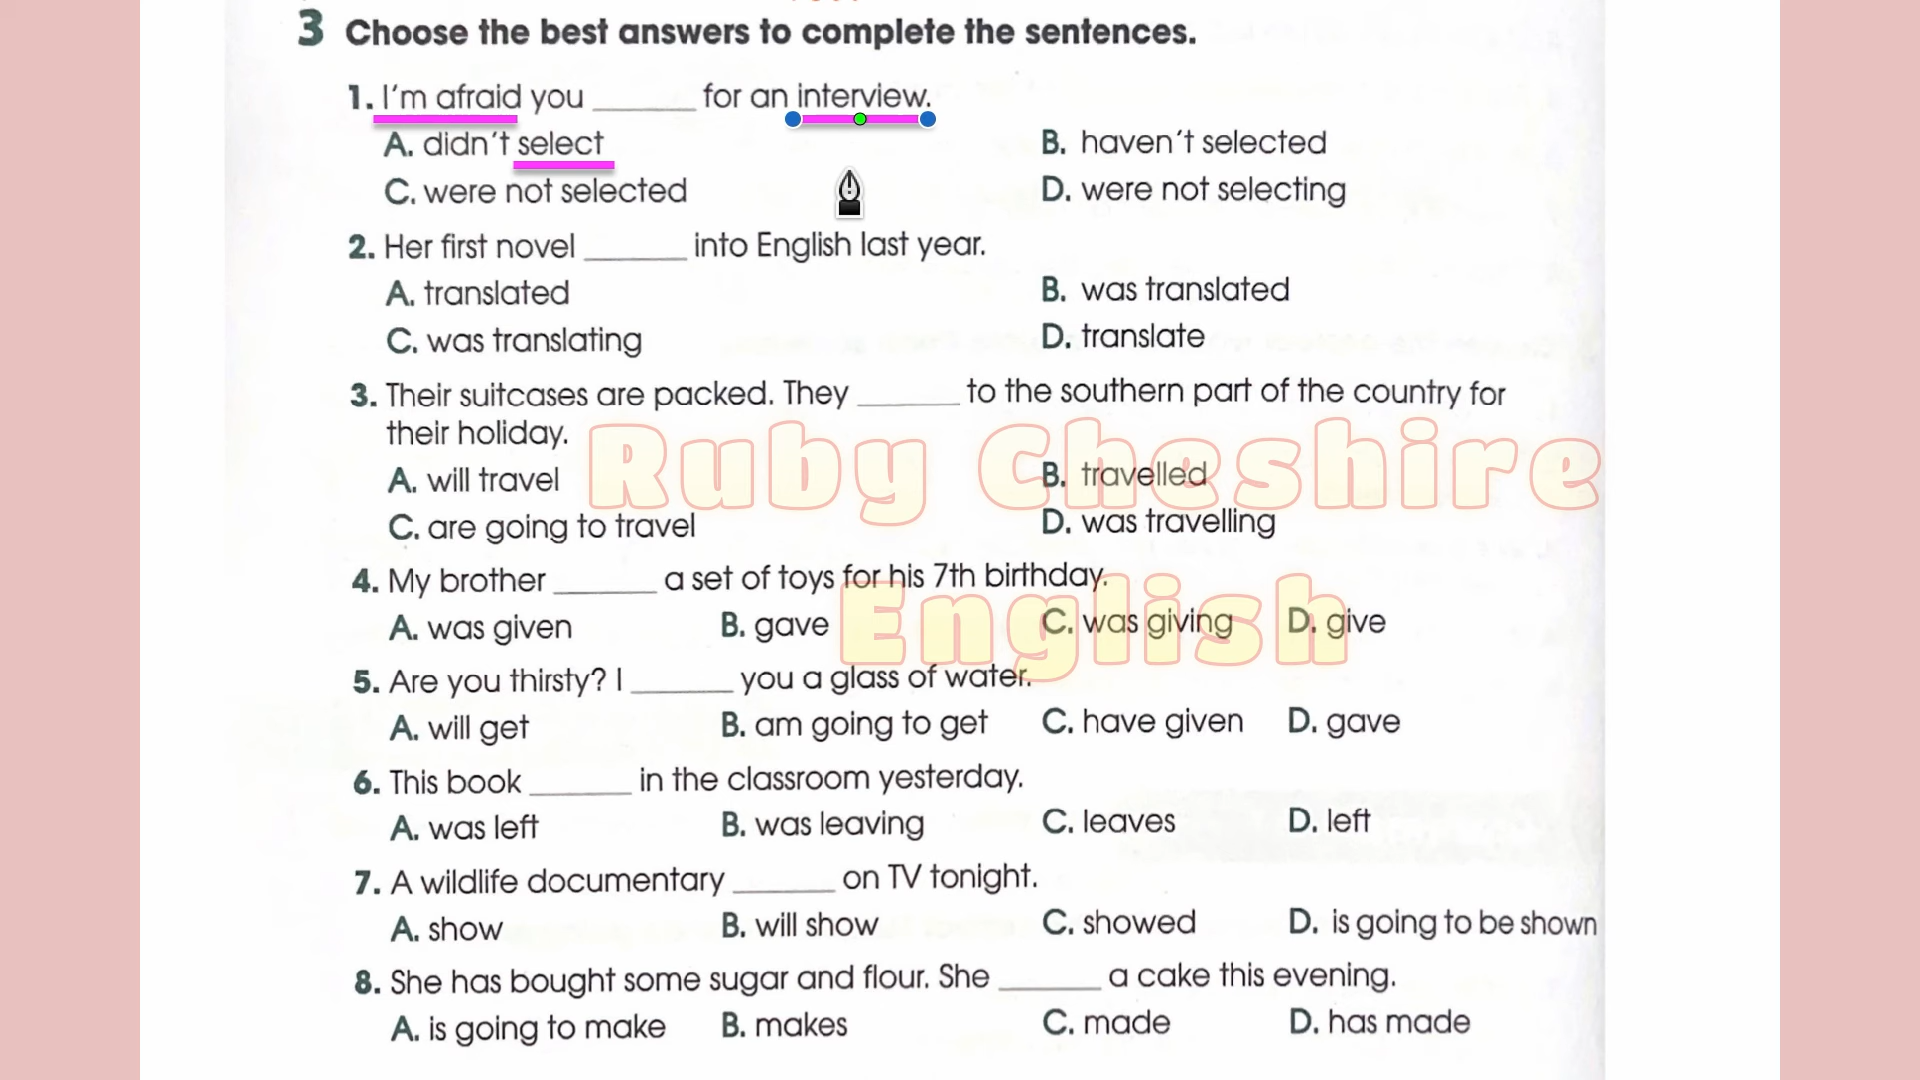 3 Choose the best answers to complete the sentences.
1. I'm afraid you ______ for an interview.
A. didn't select B. haven't selected
C. were not selected D. were not selecting
2. Her first novel ______ into English last year.
A. translated B. was translated
C. was translating D. translate
3. Their suitcases are packed. They ______ to the southern part of the country for
their holiday.
Ruby Cheshire
A. will travel B. travelled
C. are going to travel D. was travelling
4. My brother ______ a set of toys for his 7th birthday.
English
A. was given B. gave C. was giving D. give
5. Are you thirsty? I ______ you a glass of water.
A. will get B. am going to get C. have given D. gave
6. This book ______ in the classroom yesterday.
A. was left B. was leaving C. leaves D. left
7. A wildlife documentary ______ on TV tonight.
A. show B. will show C. showed D. is going to be shown
8. She has bought some sugar and flour. She ______ a cake this evening.
A. is going to make B. makes C. made D. has made